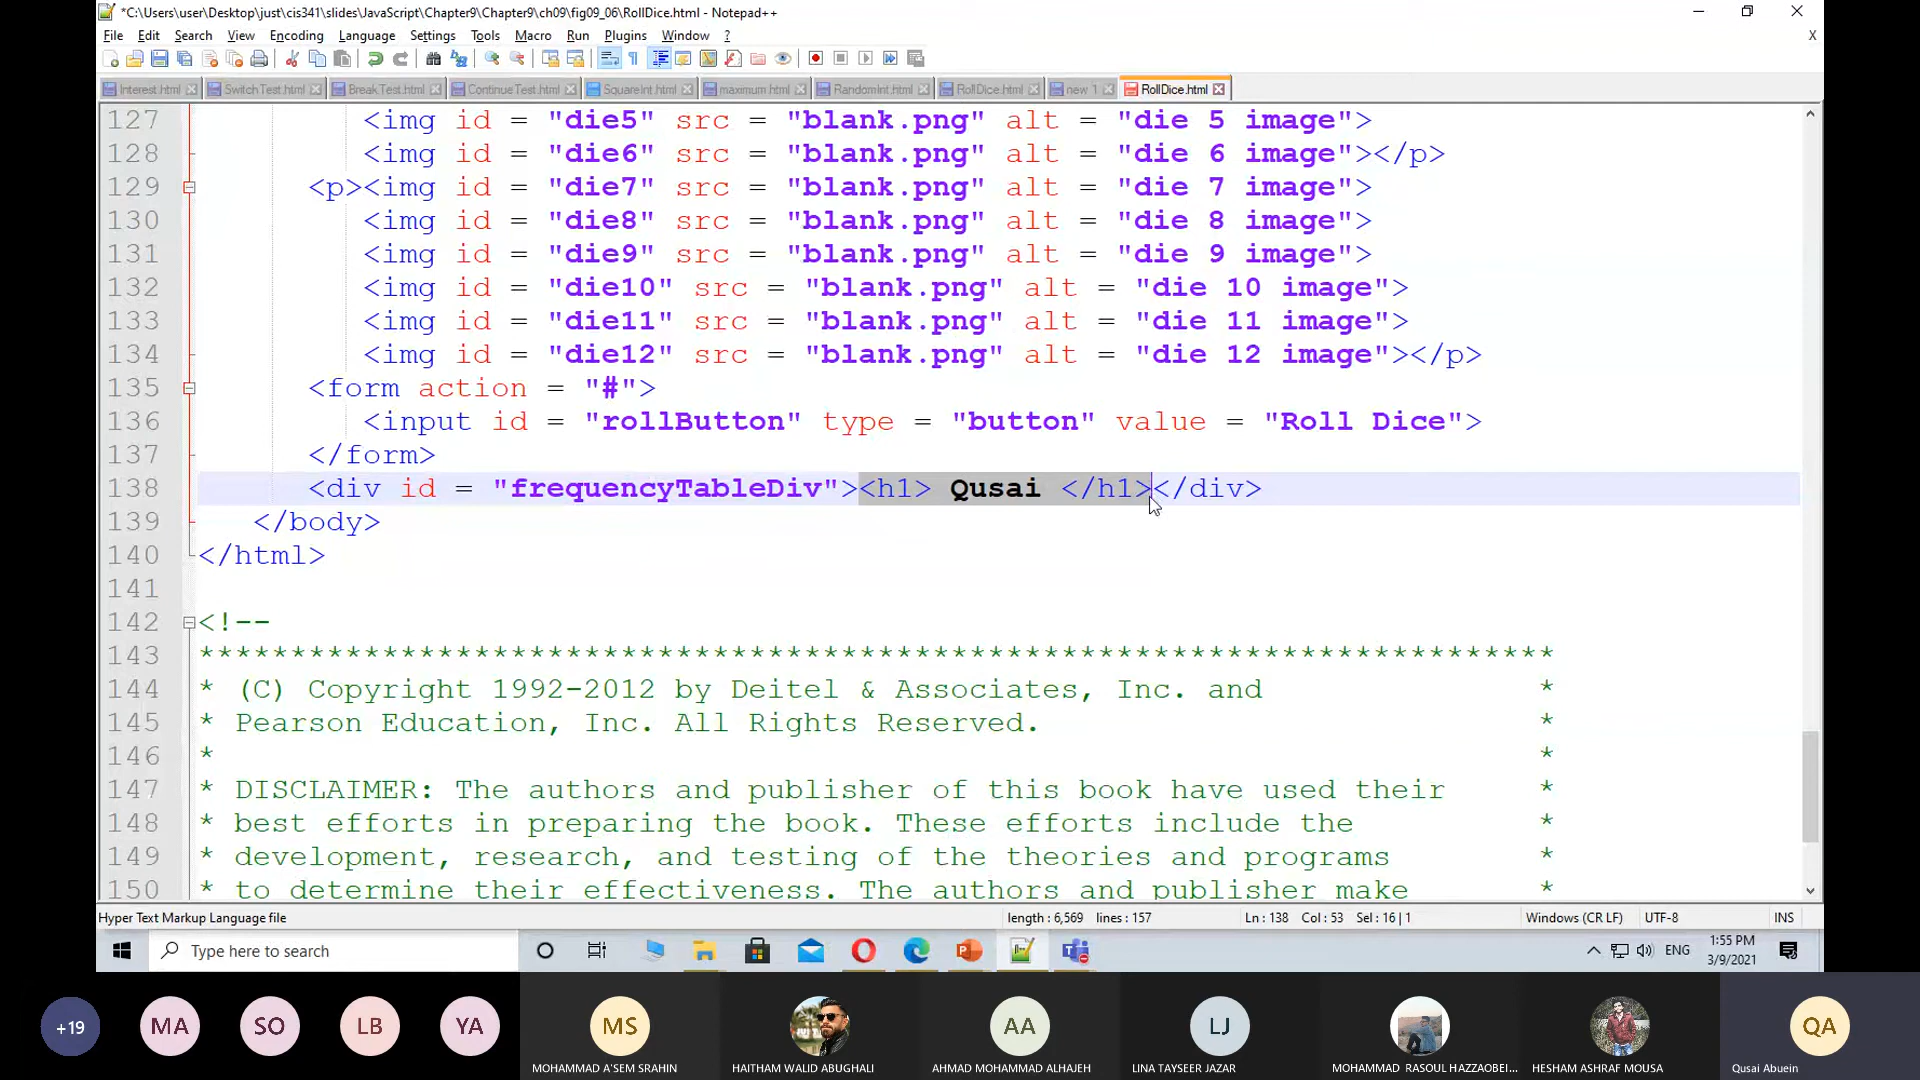 *C:\Users\user\Desktop\just\cis341\slides\JavaScript\Chapter9\Chapter9\ch09\fig09_06\RollDice.html - Notepad++
File Edit Search View Encoding Language Settings Tools Macro Run Plugins Window ? X
Interest.html SwitchTest.html BreakTest.html ContinueTest.html SquareInt.html maximum.html RandomInt.html RollDice.html new 1 RollDice.html
127 <img id = "die5" src = "blank.png" alt = "die 5 image">
128 <img id = "die6" src = "blank.png" alt = "die 6 image"></p>
129 <p><img id = "die7" src = "blank.png" alt = "die 7 image">
130 <img id = "die8" src = "blank.png" alt = "die 8 image">
131 <img id = "die9" src = "blank.png" alt = "die 9 image">
132 <img id = "die10" src = "blank.png" alt = "die 10 image">
133 <img id = "die11" src = "blank.png" alt = "die 11 image">
134 <img id = "die12" src = "blank.png" alt = "die 12 image"></p>
135 <form action = "#">
136 <input id = "rollButton" type = "button" value = "Roll Dice">
137 </form>
138 <div id = "frequencyTableDiv"><h1> Qusai </h1></div>
139 </body>
140 </html>
141
142 <!--
143 **************************************************************************
144 * (C) Copyright 1992-2012 by Deitel & Associates, Inc. and *
145 * Pearson Education, Inc. All Rights Reserved. *
146 * *
147 * DISCLAIMER: The authors and publisher of this book have used their *
148 * best efforts in preparing the book. These efforts include the *
149 * development, research, and testing of the theories and programs *
150 * to determine their effectiveness. The authors and publisher make *
Hyper Text Markup Language file length : 6,569 lines : 157 Ln : 138 Col : 53 Sel : 16 | 1 Windows (CR LF) UTF-8 INS
Type here to search ENG 1:55 PM
3/9/2021
+19 MA SO LB YA MS AA LJ QA
MOHAMMAD A'SEM SRAHIN HAITHAM WALID ABUGHALI AHMAD MOHAMMAD ALHAJEH LINA TAYSEER JAZAR MOHAMMAD RASOUL HAZZAOBEI... HESHAM ASHRAF MOUSA Qusai Abuein